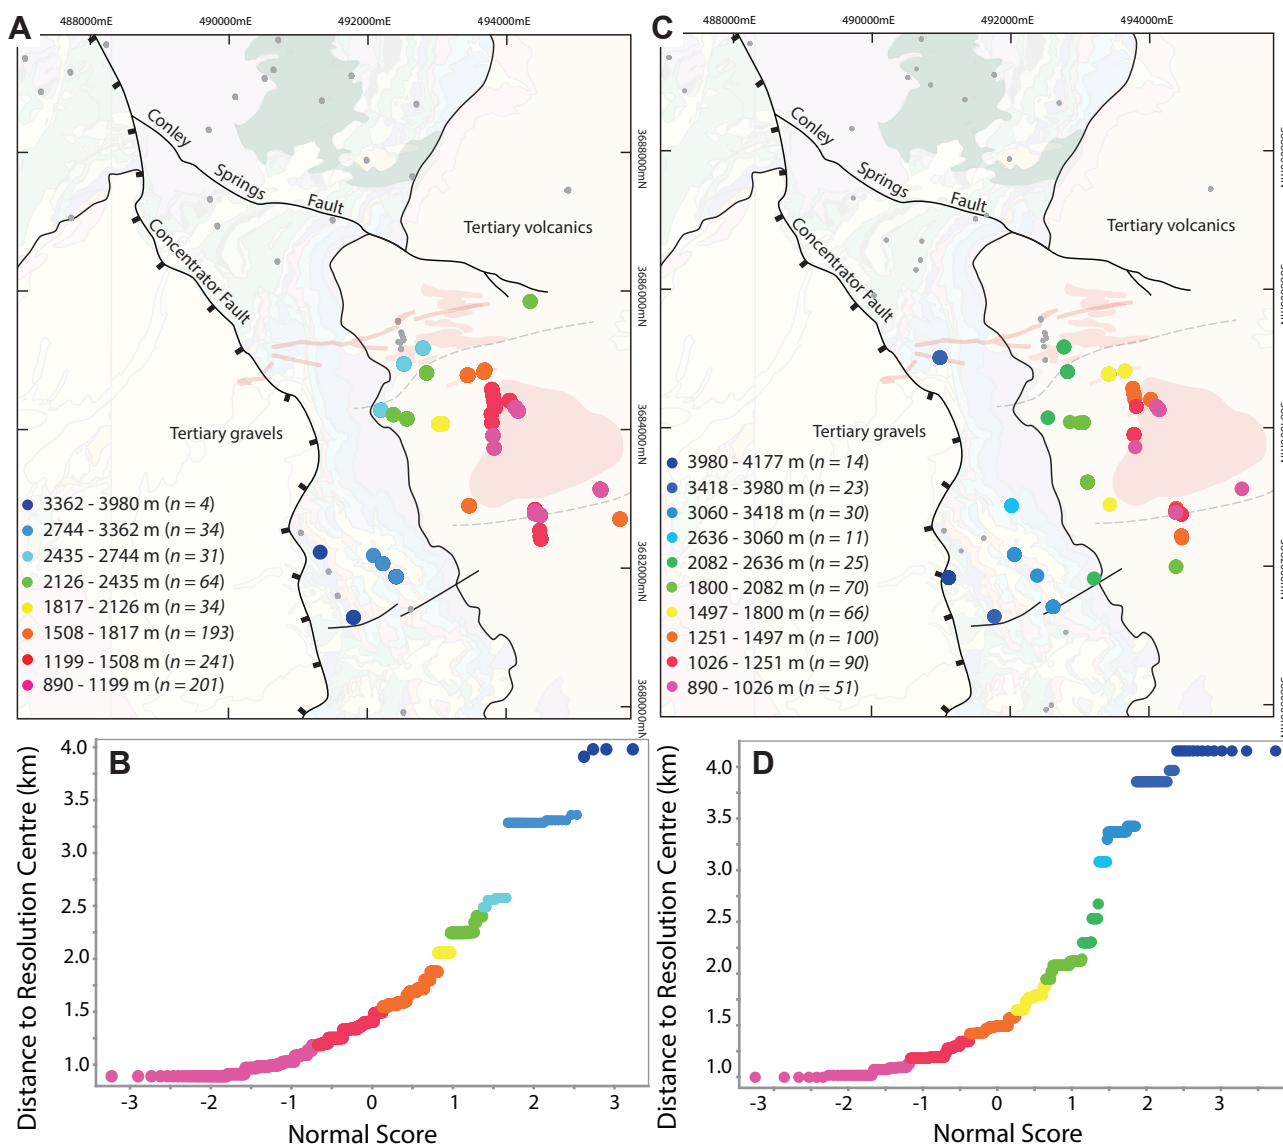 A
488000mE 490000mE 492000mE 494000mE
Conley
Springs
Fault
Concentrator Fault
Tertiary volcanics
Tertiary gravels
3688000mN
3686000mN
3684000mN
3682000mN
3680000mN
3362 - 3980 m (n = 4)
2744 - 3362 m (n = 34)
2435 - 2744 m (n = 31)
2126 - 2435 m (n = 64)
1817 - 2126 m (n = 34)
1508 - 1817 m (n = 193)
1199 - 1508 m (n = 241)
890 - 1199 m (n = 201)
C
488000mE 490000mE 492000mE 494000mE
Conley
Springs
Fault
Concentrator Fault
Tertiary volcanics
Tertiary gravels
3980 - 4177 m (n = 14)
3418 - 3980 m (n = 23)
3060 - 3418 m (n = 30)
2636 - 3060 m (n = 11)
2082 - 2636 m (n = 25)
1800 - 2082 m (n = 70)
1497 - 1800 m (n = 66)
1251 - 1497 m (n = 100)
1026 - 1251 m (n = 90)
890 - 1026 m (n = 51)
B
Distance to Resolution Centre (km)
4.0
3.5
3.0
2.5
2.0
1.5
1.0
-3 -2 -1 0 1 2 3
Normal Score
D
Distance to Resolution Centre (km)
4.0
3.5
3.0
2.5
2.0
1.5
1.0
-3 -2 -1 0 1 2 3
Normal Score